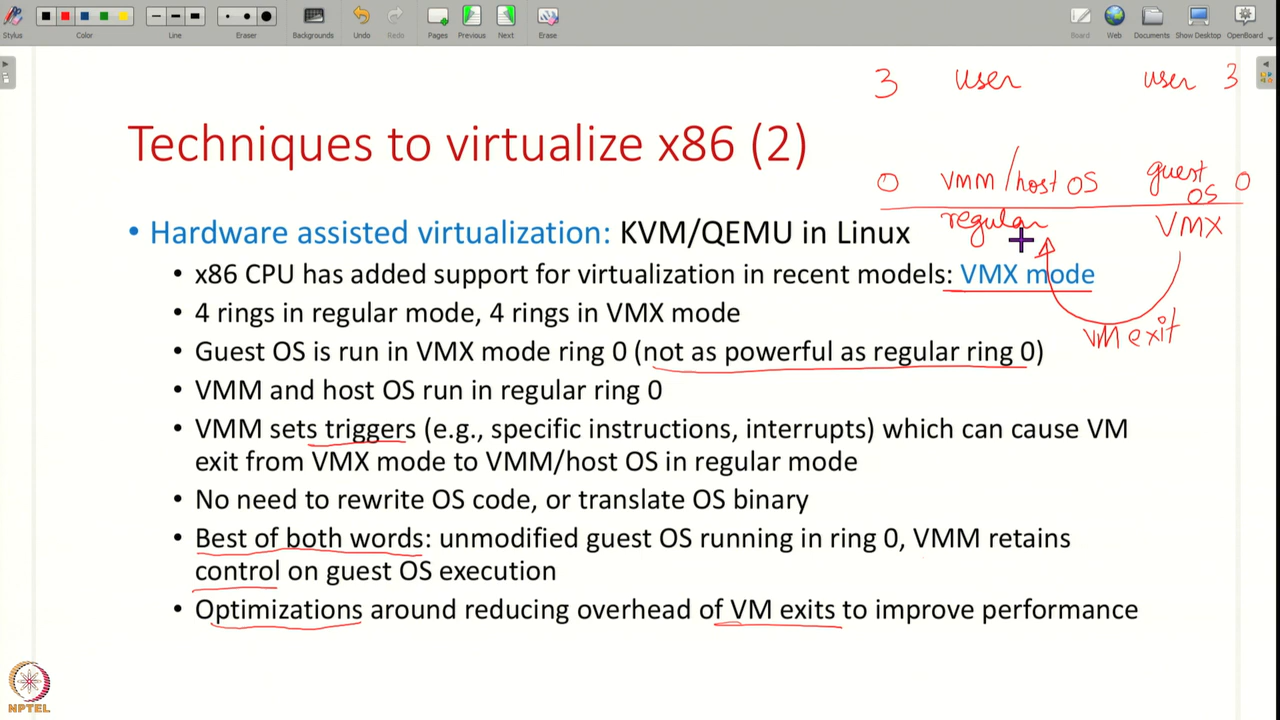 Stylus
Color
Line
Eraser
Backgrounds
Undo
Redo
Pages
Previous
Next
Erase
Board
Web
Documents
Show Desktop
OpenBoard
3 user user 3
Techniques to virtualize x86 (2)
0 VMM/host OS guest OS 0
regular VMX
• Hardware assisted virtualization: KVM/QEMU in Linux
• x86 CPU has added support for virtualization in recent models: VMX mode
• 4 rings in regular mode, 4 rings in VMX mode
VM exit
• Guest OS is run in VMX mode ring 0 (not as powerful as regular ring 0)
• VMM and host OS run in regular ring 0
• VMM sets triggers (e.g., specific instructions, interrupts) which can cause VM
exit from VMX mode to VMM/host OS in regular mode
• No need to rewrite OS code, or translate OS binary
• Best of both words: unmodified guest OS running in ring 0, VMM retains
control on guest OS execution
• Optimizations around reducing overhead of VM exits to improve performance
NPTEL